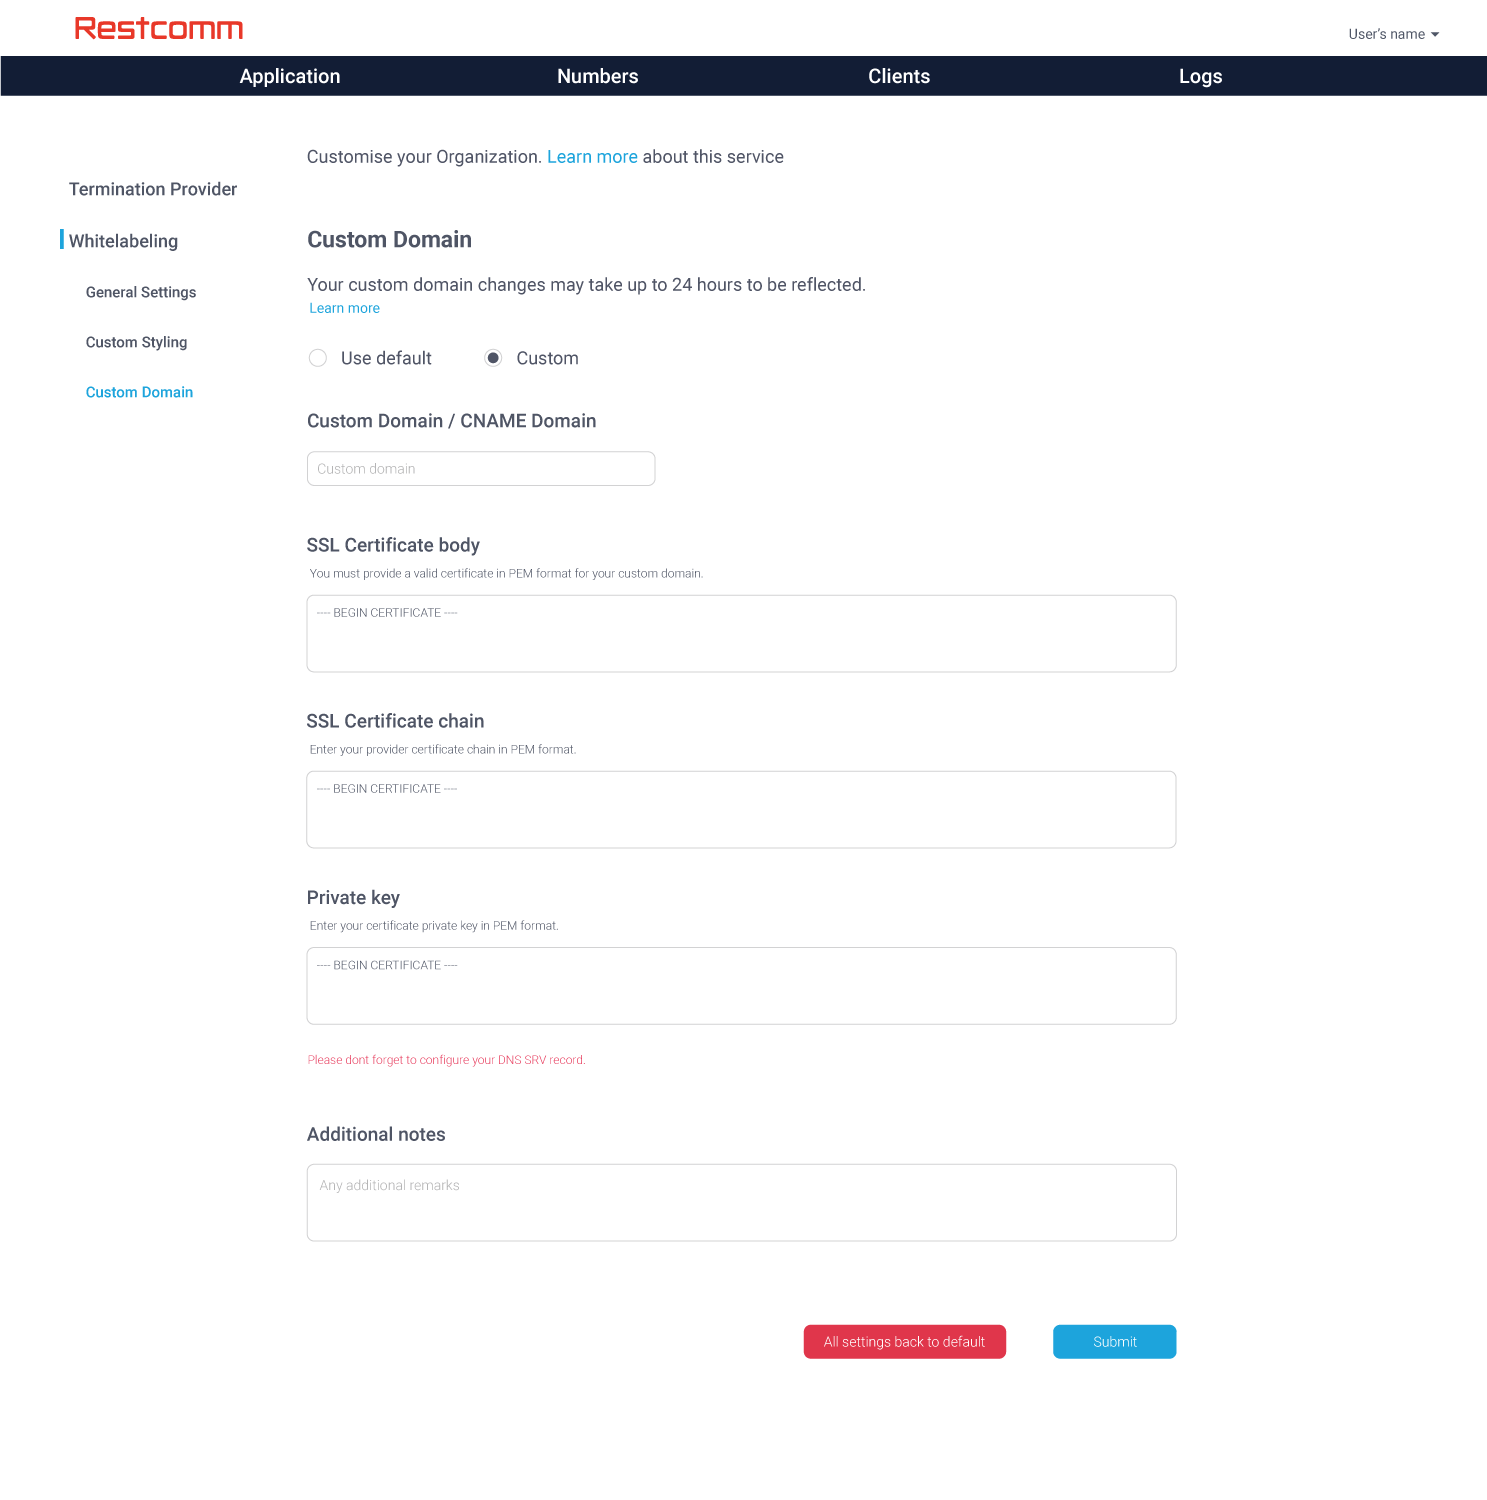 Restcomm
User's name
Application Numbers Clients Logs
Customise your Organization. Learn more about this service
Termination Provider
Whitelabeling
General Settings
Custom Styling
Custom Domain
Custom Domain
Your custom domain changes may take up to 24 hours to be reflected.
Learn more
Use default Custom
Custom Domain / CNAME Domain
Custom domain
SSL Certificate body
You must provide a valid certificate in PEM format for your custom domain.
---- BEGIN CERTIFICATE ----
SSL Certificate chain
Enter your provider certificate chain in PEM format.
---- BEGIN CERTIFICATE ----
Private key
Enter your certificate private key in PEM format.
---- BEGIN CERTIFICATE ----
Please dont forget to configure your DNS SRV record.
Additional notes
Any additional remarks
All settings back to default Submit